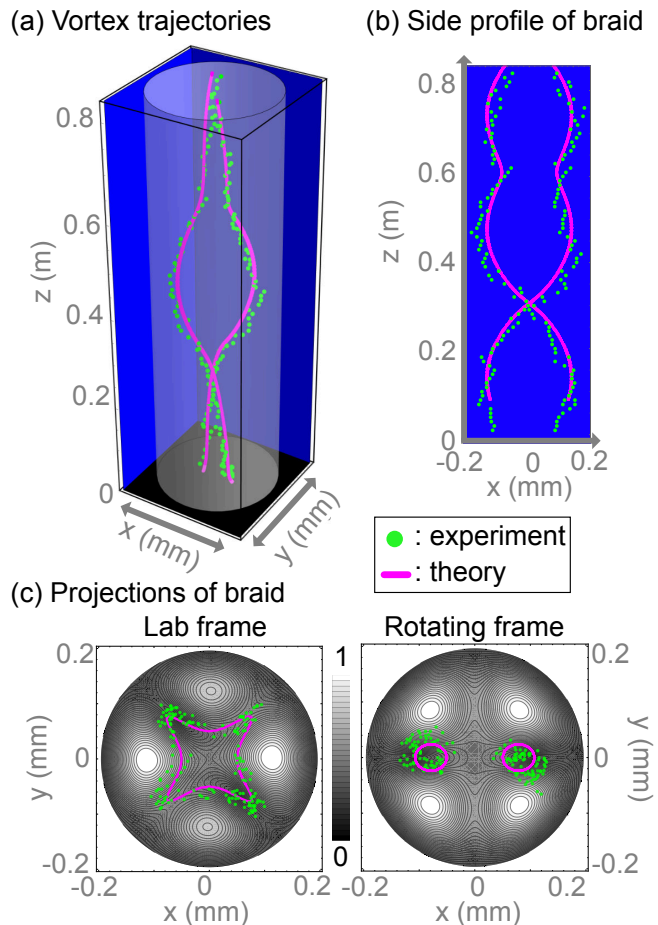 (a) Vortex trajectories
0.8
0.6
z (m)
0.4
0.2
0
x (mm)
y (mm)
(b) Side profile of braid
0.8
0.6
z (m)
0.4
0.2
0
-0.2
0
0.2
x (mm)
: experiment
: theory
(c) Projections of braid
Lab frame
0.2
y (mm)
0
-0.2
-0.2
0
0.2
x (mm)
1
0
Rotating frame
0.2
y (mm)
0
-0.2
-0.2
0
0.2
x (mm)